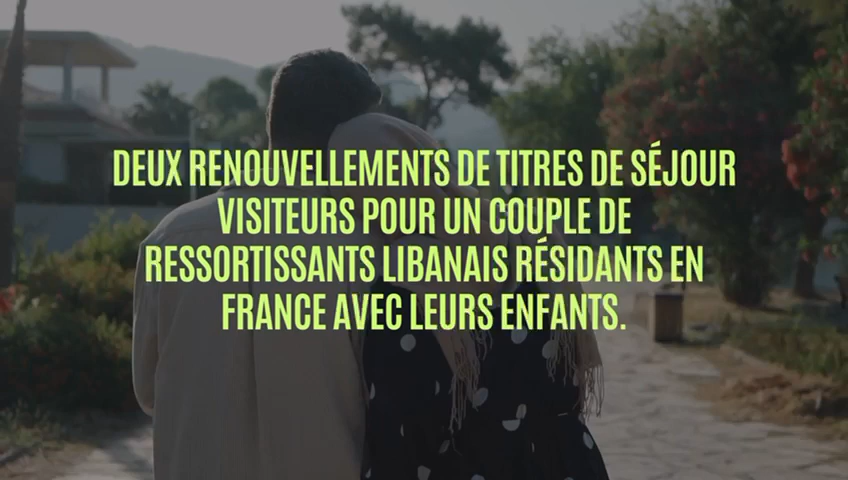 DEUX RENOUVELLEMENTS DE TITRES DE SÉJOUR
VISITEURS POUR UN COUPLE DE
RESSORTISSANTS LIBANAIS RÉSIDANTS EN
FRANCE AVEC LEURS ENFANTS.